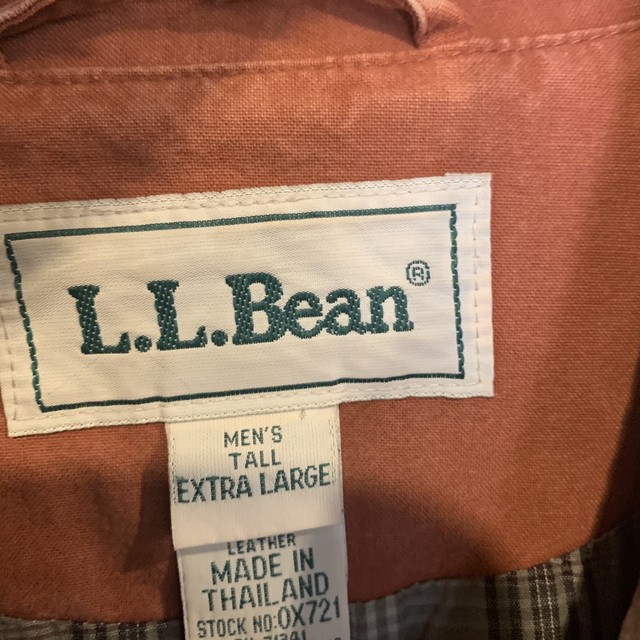 L.L.Bean®
MEN'S
TALL
EXTRA LARGE
LEATHER
MADE IN
THAILAND
STOCK NO:0X721